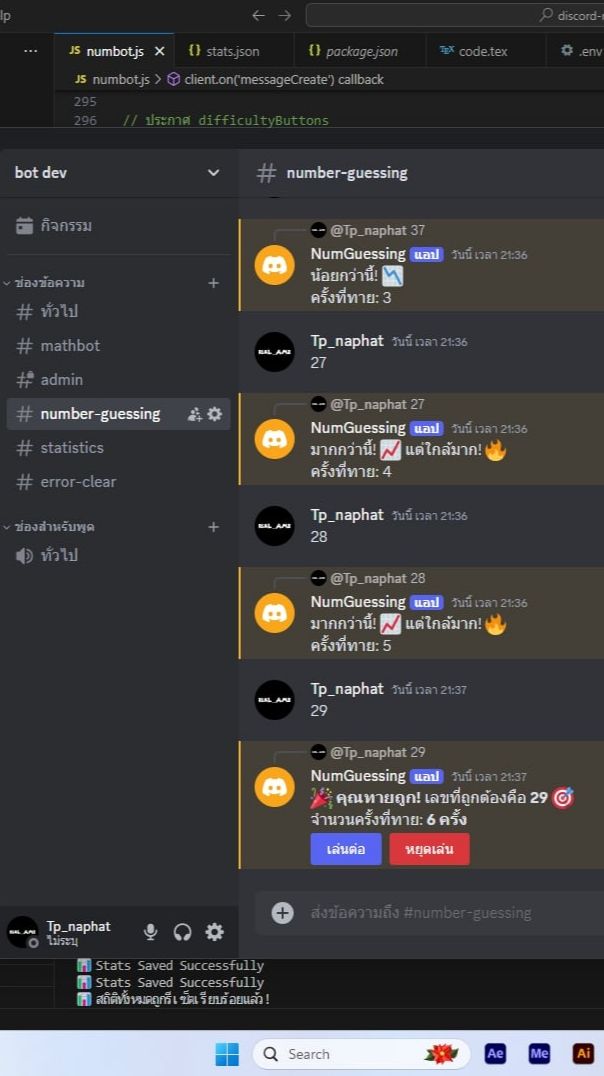 lp
discord-
numbot.js
stats.json
package.json
code.tex
.env
numbot.js > client.on('messageCreate') callback
295
296 // ประกาศ difficultyButtons
bot dev
number-guessing
กิจกรรม
ช่องข้อความ
ทั่วไป
mathbot
admin
number-guessing
statistics
error-clear
ช่องสำหรับพูด
ทั่วไป
@Tp_naphat 37
NumGuessing แอป วันนี้ เวลา 21:36
น้อยกว่านี้! 📉
ครั้งที่ทาย: 3
Tp_naphat วันนี้ เวลา 21:36
27
@Tp_naphat 27
NumGuessing แอป วันนี้ เวลา 21:36
มากกว่านี้! 📈 แต่ใกล้มาก! 🔥
ครั้งที่ทาย: 4
Tp_naphat วันนี้ เวลา 21:36
28
@Tp_naphat 28
NumGuessing แอป วันนี้ เวลา 21:36
มากกว่านี้! 📈 แต่ใกล้มาก! 🔥
ครั้งที่ทาย: 5
Tp_naphat วันนี้ เวลา 21:37
29
@Tp_naphat 29
NumGuessing แอป วันนี้ เวลา 21:37
🎉 คุณทายถูก! เลขที่ถูกต้องคือ 29 🎯
จำนวนครั้งที่ทาย: 6 ครั้ง
เล่นต่อ หยุดเล่น
ส่งข้อความถึง #number-guessing
Tp_naphat
ไม่ระบุ
📊 Stats Saved Successfully
📊 Stats Saved Successfully
📊 สถิติทั้งหมดถูกรีเซ็ตเรียบร้อยแล้ว!
Search
Ae
Me
Ai